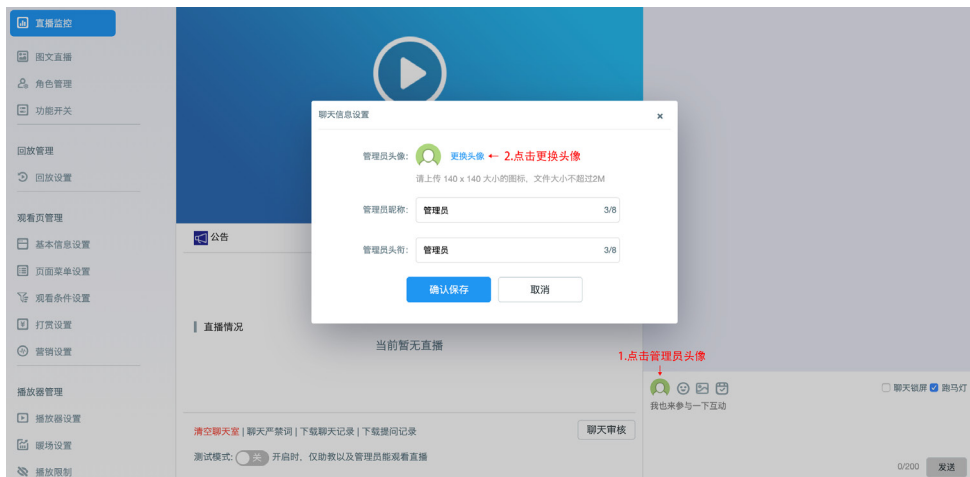 直播监控
图文直播
角色管理
功能开关
回放管理
回放设置
观看页管理
基本信息设置
页面菜单设置
观看条件设置
打赏设置
营销设置
播放器管理
播放器设置
暖场设置
播放限制
公告
直播情况
当前暂无直播
清空聊天室 | 聊天严禁词 | 下载聊天记录 | 下载提问记录
聊天审核
测试模式: 关 开启时，仅助教以及管理员能观看直播
聊天信息设置 ×
管理员头像: 更换头像 ← 2.点击更换头像
请上传 140 x 140 大小的图标、文件大小不超过2M
管理员昵称: 管理员 3/8
管理员头衔: 管理员 3/8
确认保存 取消
1.点击管理员头像
聊天锁屏 跑马灯
我也来参与一下互动
0/200 发送